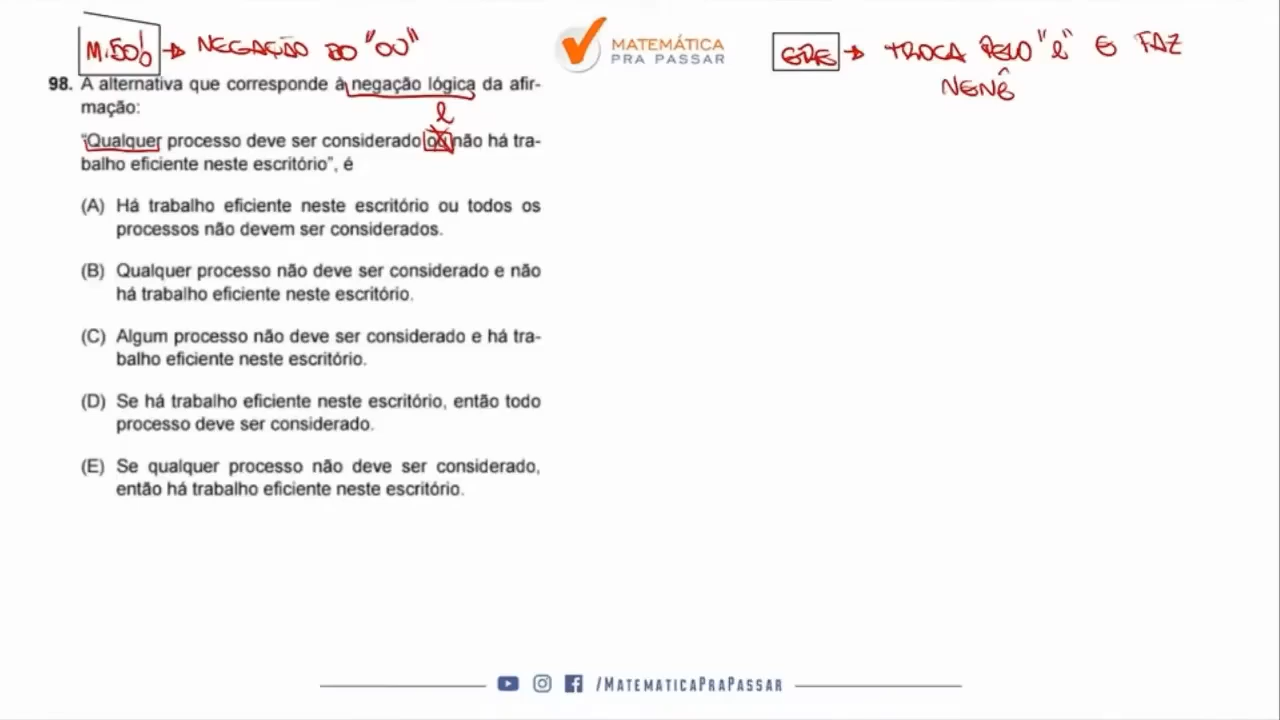 M.500 → NEGAÇÃO DO "OU"
MATEMÁTICA
PRA PASSAR
→ TROCA PELO "e" E FAZ
NENÊ
98. A alternativa que corresponde à negação lógica da afir-
mação:
e
"Qualquer processo deve ser considerado ou não há tra-
balho eficiente neste escritório", é
(A) Há trabalho eficiente neste escritório ou todos os
processos não devem ser considerados.
(B) Qualquer processo não deve ser considerado e não
há trabalho eficiente neste escritório.
(C) Algum processo não deve ser considerado e há tra-
balho eficiente neste escritório.
(D) Se há trabalho eficiente neste escritório, então todo
processo deve ser considerado.
(E) Se qualquer processo não deve ser considerado,
então há trabalho eficiente neste escritório.
/MATEMATICAPRAPASSAR